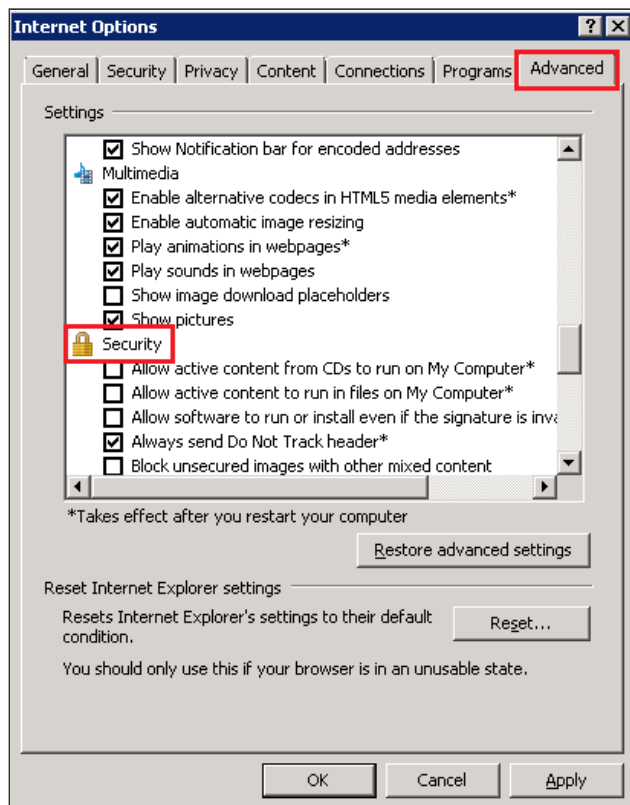 Internet Options
General Security Privacy Content Connections Programs Advanced
Settings
Show Notification bar for encoded addresses
Multimedia
Enable alternative codecs in HTML5 media elements*
Enable automatic image resizing
Play animations in webpages*
Play sounds in webpages
Show image download placeholders
Show pictures
Security
Allow active content from CDs to run on My Computer*
Allow active content to run in files on My Computer*
Allow software to run or install even if the signature is
Always send Do Not Track header*
Block unsecured images with other mixed content
*Takes effect after you restart your computer
Restore advanced settings
Reset Internet Explorer settings
Resets Internet Explorer's settings to their default
condition.
Reset...
You should only use this if your browser is in an unusable state.
OK Cancel Apply